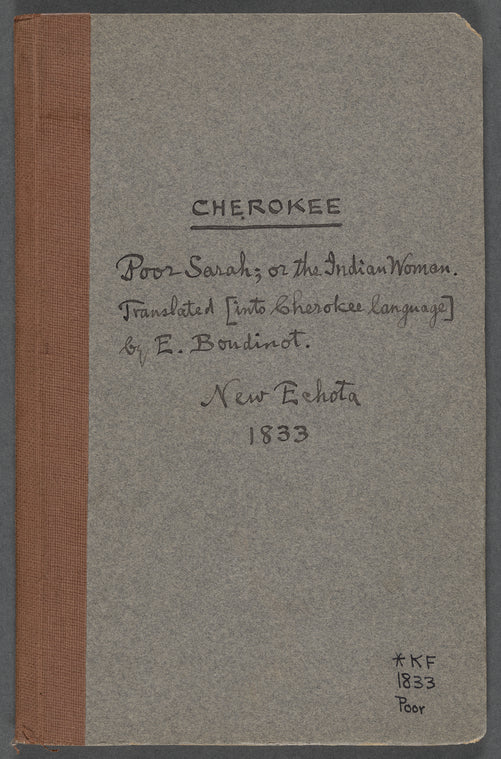 CHEROKEE
Poor Sarah; or the Indian Woman.
Translated [into Cherokee language]
by E. Boudinot.
New Echota
1833
*KF
1833
Poor